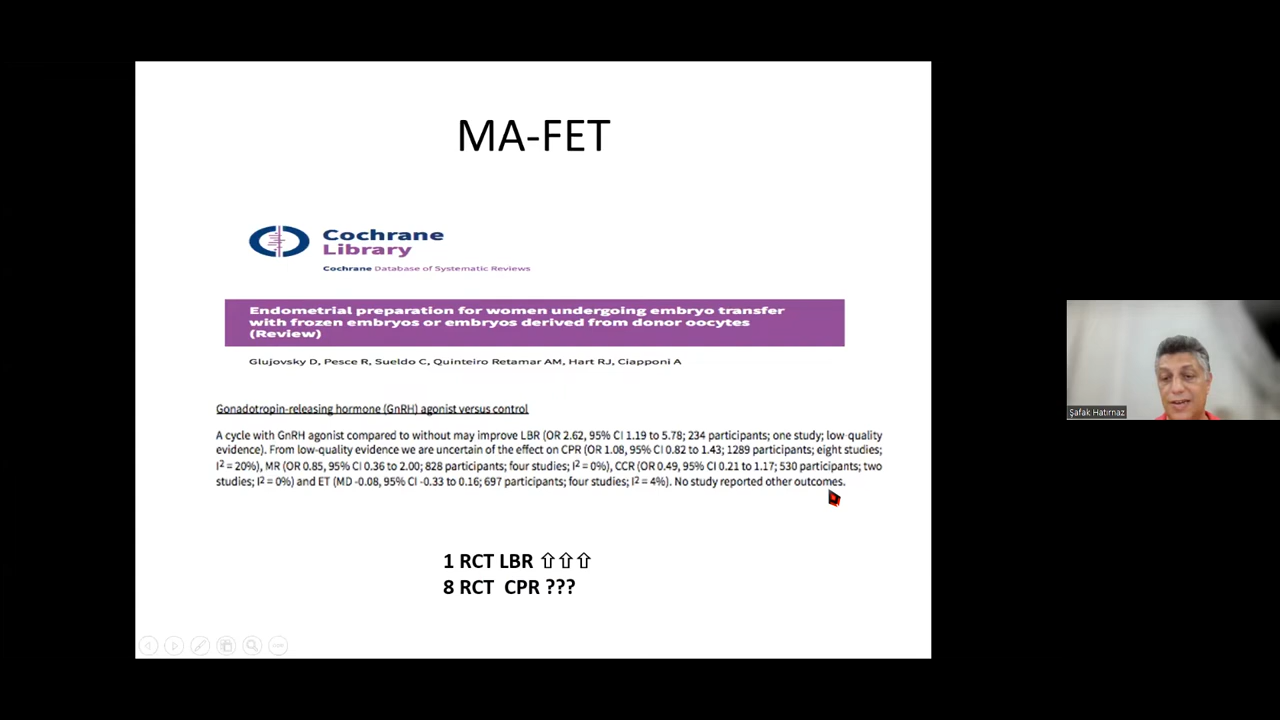 MA-FET
Cochrane
Library
Cochrane Database of Systematic Reviews
Endometrial preparation for women undergoing embryo transfer
with frozen embryos or embryos derived from donor oocytes
(Review)
Glujovsky D, Pesce R, Sueldo C, Quinteiro Retamar AM, Hart RJ, Ciapponi A
Gonadotropin-releasing hormone (GnRH) agonist versus control
A cycle with GnRH agonist compared to without may improve LBR (OR 2.62, 95% CI 1.19 to 5.78; 234 participants; one study; low-quality
evidence). From low-quality evidence we are uncertain of the effect on CPR (OR 1.08, 95% CI 0.82 to 1.43; 1289 participants; eight studies;
I² = 20%), MR (OR 0.85, 95% CI 0.36 to 2.00; 828 participants; four studies; I² = 0%), CCR (OR 0.49, 95% CI 0.21 to 1.17; 530 participants; two
studies; I² = 0%) and ET (MD -0.08, 95% CI -0.33 to 0.16; 697 participants; four studies; I² = 4%). No study reported other outcomes.
1 RCT LBR ⇧⇧⇧
8 RCT CPR ???
Şafak Hatırnaz